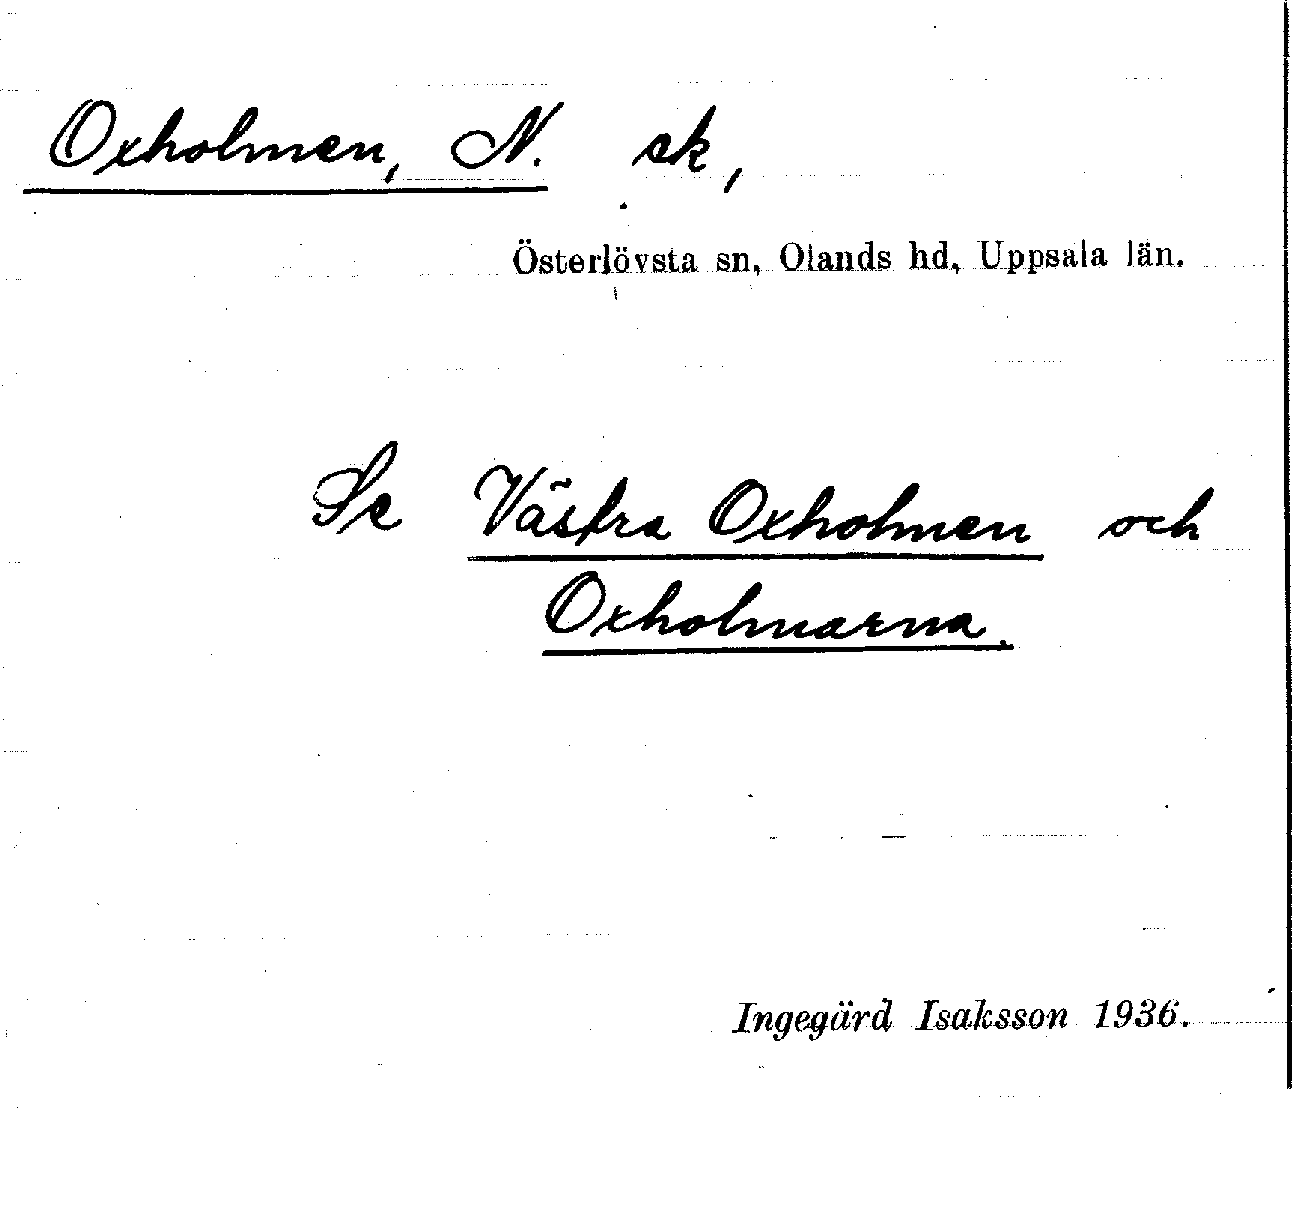 Oxholmen, N. sk,
Österlövsta sn, Olands hd, Uppsala län.
Se Västra Oxholmen och
Oxholmarna.
Ingegärd Isaksson 1936.